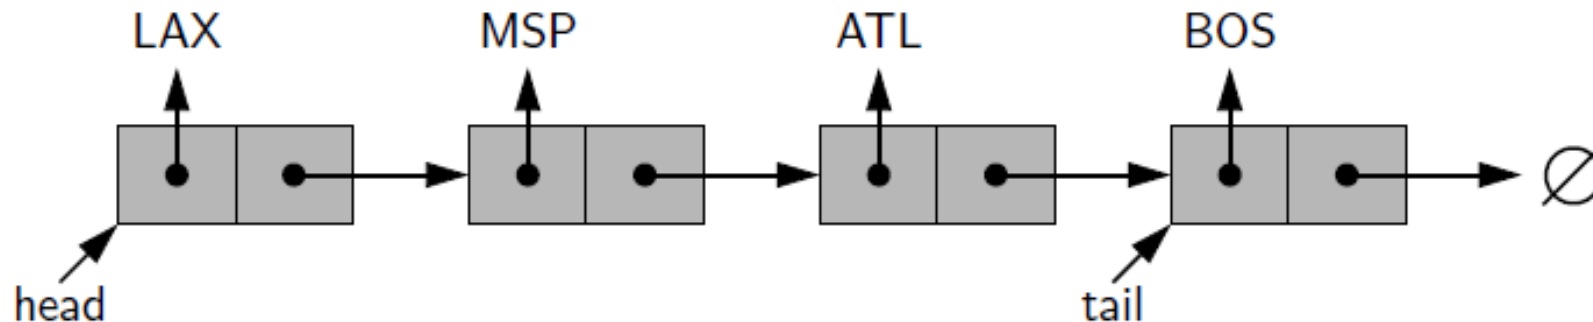 LAX MSP ATL BOS
∅
head tail